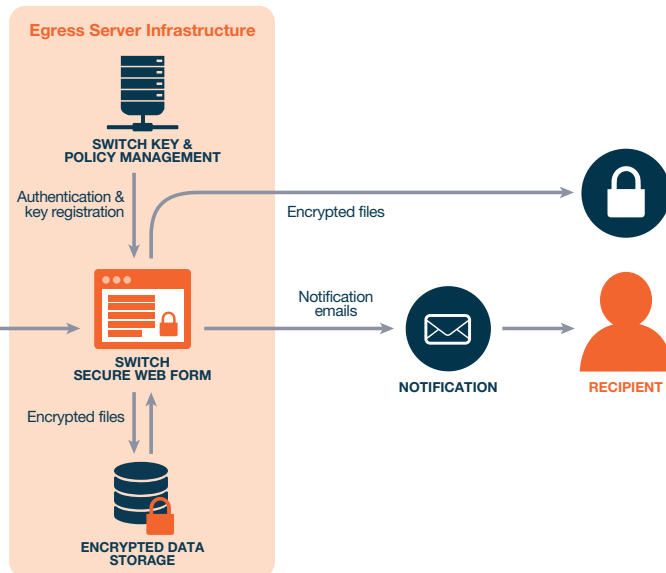 Egress Server Infrastructure
SWITCH KEY &
POLICY MANAGEMENT
Authentication &
key registration
Encrypted files
Notification
emails
SWITCH
SECURE WEB FORM
NOTIFICATION
RECIPIENT
Encrypted files
ENCRYPTED DATA
STORAGE